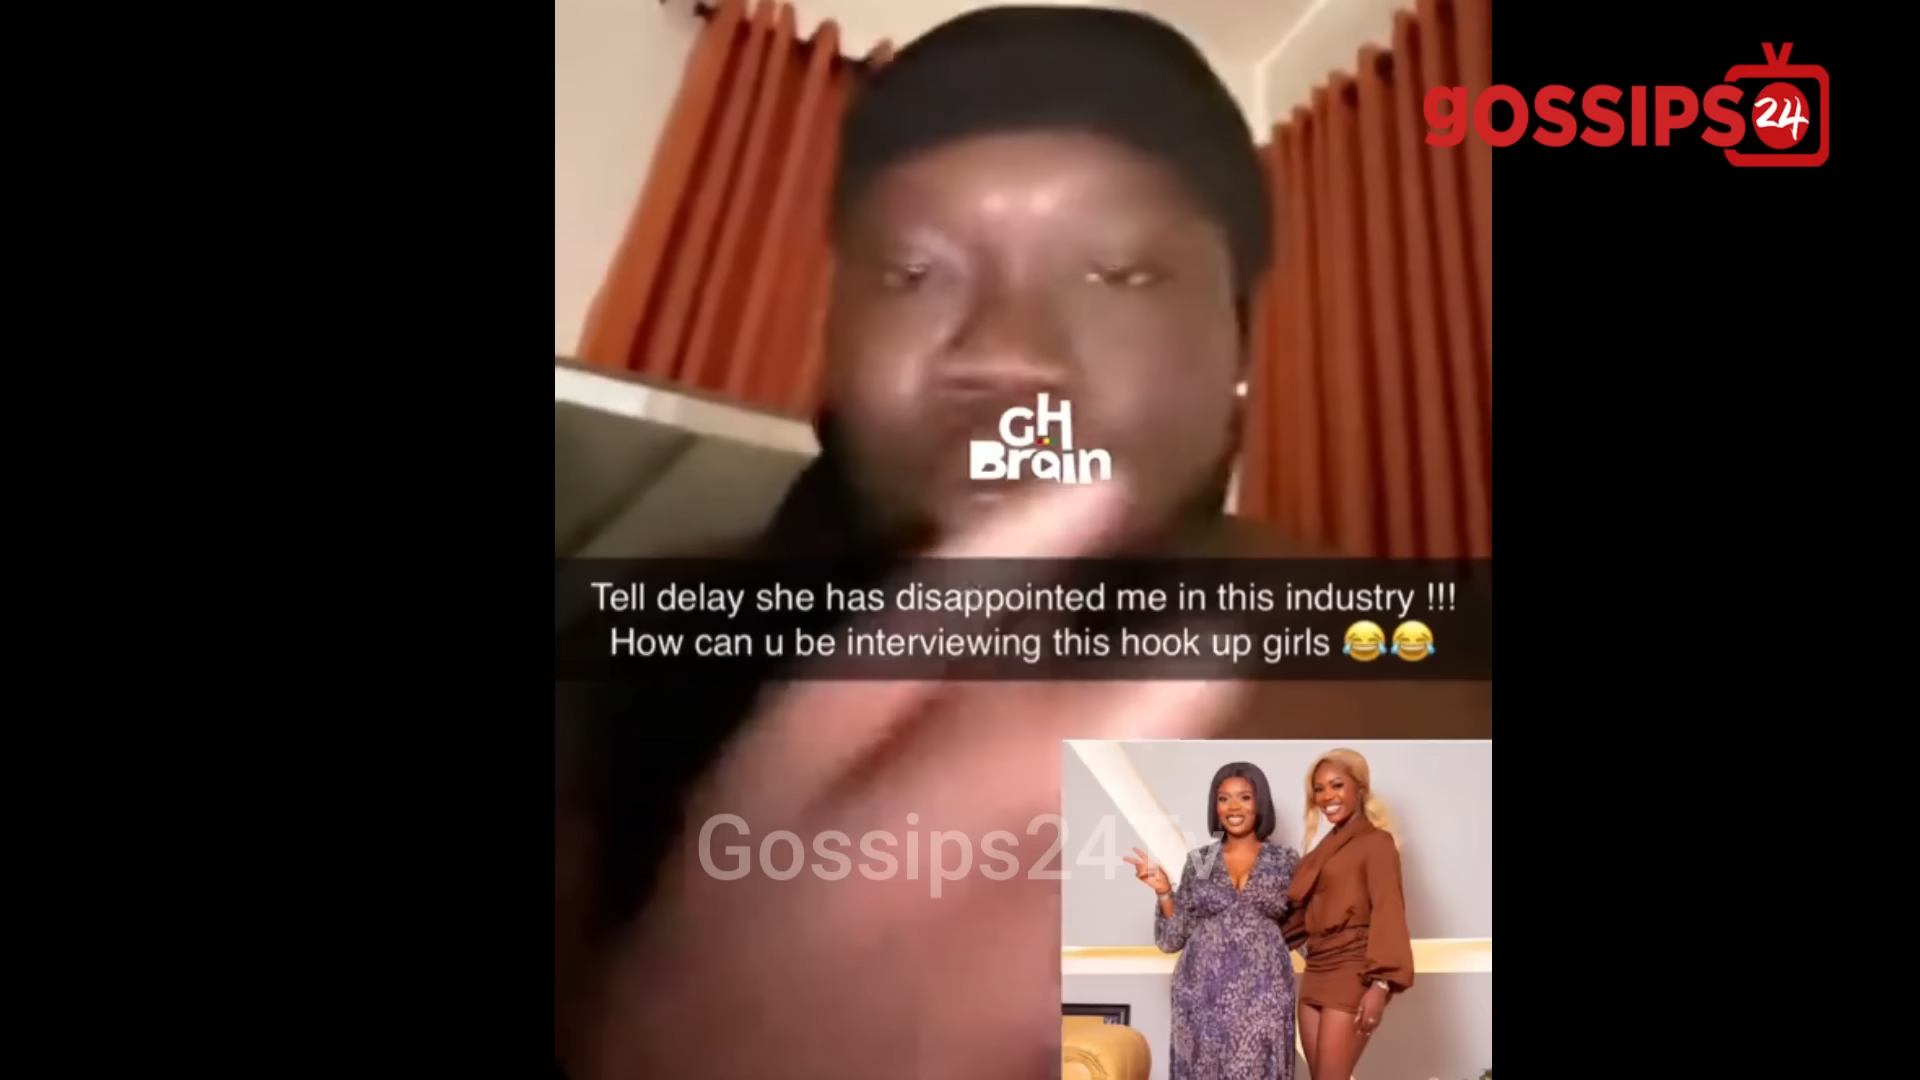 gOSSIPS24
GH
Brain
Tell delay she has disappointed me in this industry !!!
How can u be interviewing this hook up girls 😂😂
Gossips24Tv